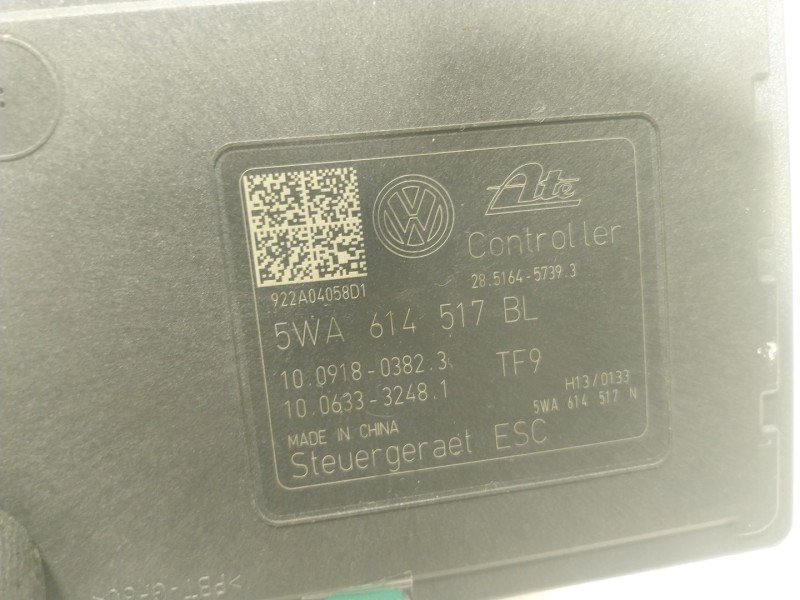 Ate
Controller
28.5164-5739.3
922A04058D1
5WA 614 517 BL
10.0918-0382.3
TF9
10.0633-3248.1
H13/0133
5WA 614 517 N
MADE IN CHINA
Steuergeraet ESC